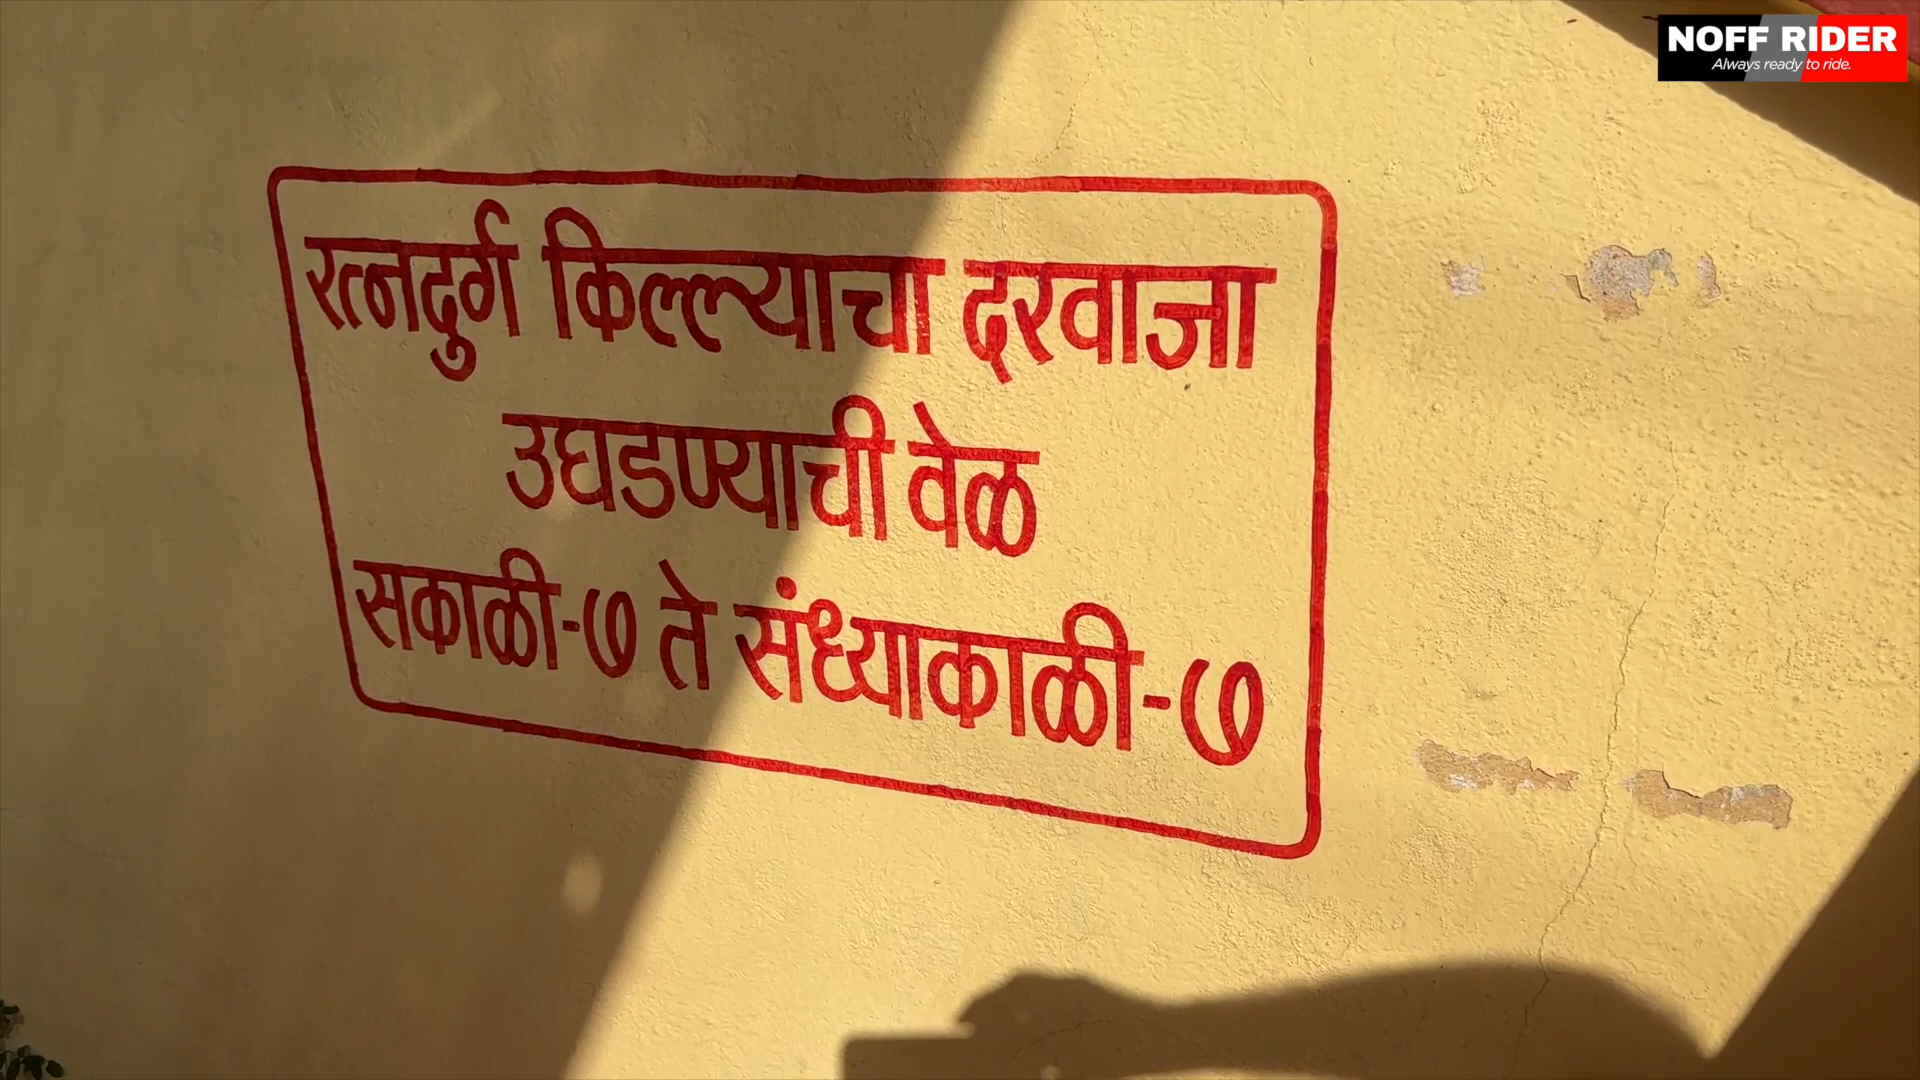 NOFF RIDER
Always ready to ride.
रत्नदुर्ग किल्ल्याचा दरवाजा
उघडण्याची वेळ
सकाळी-७ ते संध्याकाळी-७